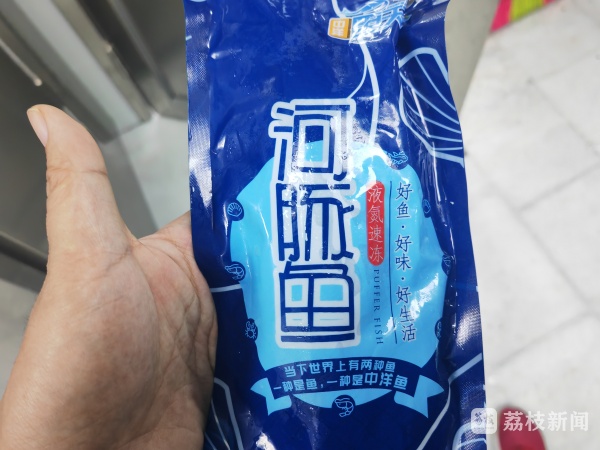 河豚鱼
液氮速冻
PUFFER FISH
好鱼·好味·好生活
当下世界上有两种鱼
一种是鱼，一种是中洋鱼
荔枝新闻